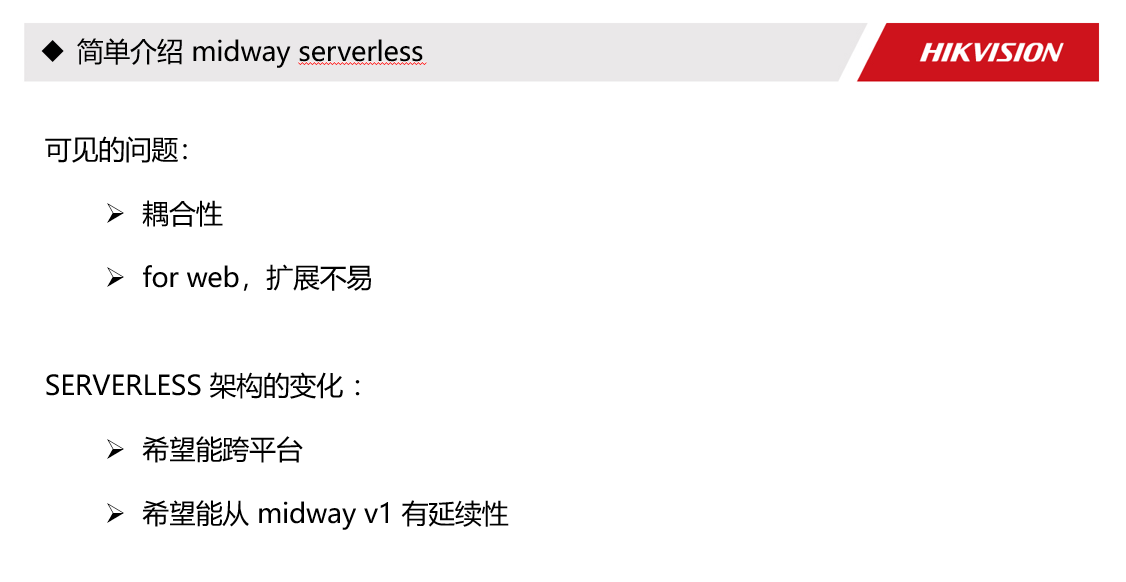 ◆ 简单介绍 midway serverless
HIKVISION
可见的问题：
➢ 耦合性
➢ for web，扩展不易
SERVERLESS 架构的变化 ：
➢ 希望能跨平台
➢ 希望能从 midway v1 有延续性